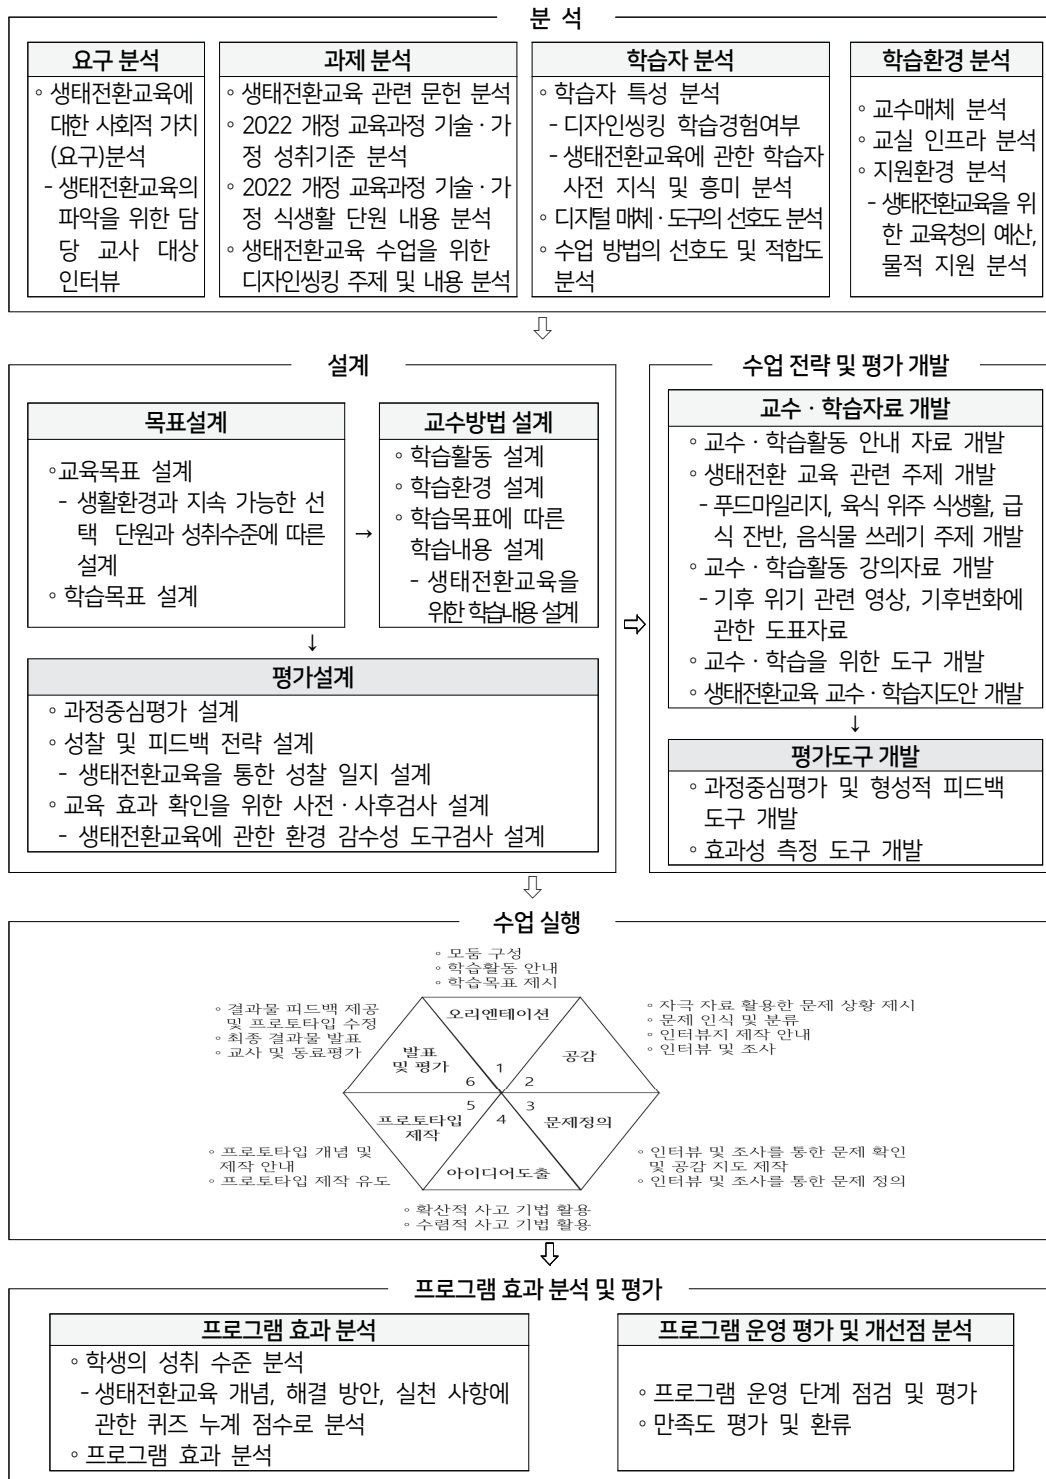 분 석
요구 분석
◦ 생태전환교육에
대한 사회적 가치
(요구)분석
- 생태전환교육의
파악을 위한 담
당 교사 대상
인터뷰
과제 분석
◦ 생태전환교육 관련 문헌 분석
◦ 2022 개정 교육과정 기술 · 가
정 성취기준 분석
◦ 2022 개정 교육과정 기술 · 가
정 식생활 단원 내용 분석
◦ 생태전환교육 수업을 위한
디자인씽킹 주제 및 내용 분석
학습자 분석
◦ 학습자 특성 분석
- 디자인씽킹 학습경험여부
- 생태전환교육에 관한 학습자
사전 지식 및 흥미 분석
◦ 디지털 매체 · 도구의 선호도 분석
◦ 수업 방법의 선호도 및 적합도
분석
학습환경 분석
◦ 교수매체 분석
◦ 교실 인프라 분석
◦ 지원환경 분석
- 생태전환교육을 위
한 교육청의 예산,
물적 지원 분석
⇩
설계
목표설계
◦교육목표 설계
- 생활환경과 지속 가능한 선
택 단원과 성취수준에 따른
설계
◦ 학습목표 설계
→
교수방법 설계
◦ 학습활동 설계
◦ 학습환경 설계
◦ 학습목표에 따른
학습내용 설계
- 생태전환교육을
위한 학습내용 설계
↓
평가설계
◦ 과정중심평가 설계
◦ 성찰 및 피드백 전략 설계
- 생태전환교육을 통한 성찰 일지 설계
◦ 교육 효과 확인을 위한 사전 · 사후검사 설계
- 생태전환교육에 관한 환경 감수성 도구검사 설계
⇨
수업 전략 및 평가 개발
교수 · 학습자료 개발
◦ 교수 · 학습활동 안내 자료 개발
◦ 생태전환 교육 관련 주제 개발
- 푸드마일리지, 육식 위주 식생활, 급
식 잔반, 음식물 쓰레기 주제 개발
◦ 교수 · 학습활동 강의자료 개발
- 기후 위기 관련 영상, 기후변화에
관한 도표자료
◦ 교수 · 학습을 위한 도구 개발
◦ 생태전환교육 교수 · 학습지도안 개발
↓
평가도구 개발
◦ 과정중심평가 및 형성적 피드백
도구 개발
◦ 효과성 측정 도구 개발
⇩
수업 실행
◦ 모둠 구성
◦ 학습활동 안내
◦ 학습목표 제시
오리엔테이션
1
◦ 자극 자료 활용한 문제 상황 제시
◦ 문제 인식 및 분류
◦ 인터뷰지 제작 안내
◦ 인터뷰 및 조사
공감
2
문제정의
3
◦ 인터뷰 및 조사를 통한 문제 확인
및 공감 지도 제작
◦ 인터뷰 및 조사를 통한 문제 정의
4
아이디어도출
◦ 확산적 사고 기법 활용
◦ 수렴적 사고 기법 활용
5
프로토타입
제작
◦ 프로토타입 개념 및
제작 안내
◦ 프로토타입 제작 유도
◦ 결과물 피드백 제공
및 프로토타입 수정
◦ 최종 결과물 발표
◦ 교사 및 동료평가
발표
및 평가
6
⇩
프로그램 효과 분석 및 평가
프로그램 효과 분석
◦ 학생의 성취 수준 분석
- 생태전환교육 개념, 해결 방안, 실천 사항에
관한 퀴즈 누계 점수로 분석
◦ 프로그램 효과 분석
프로그램 운영 평가 및 개선점 분석
◦ 프로그램 운영 단계 점검 및 평가
◦ 만족도 평가 및 환류